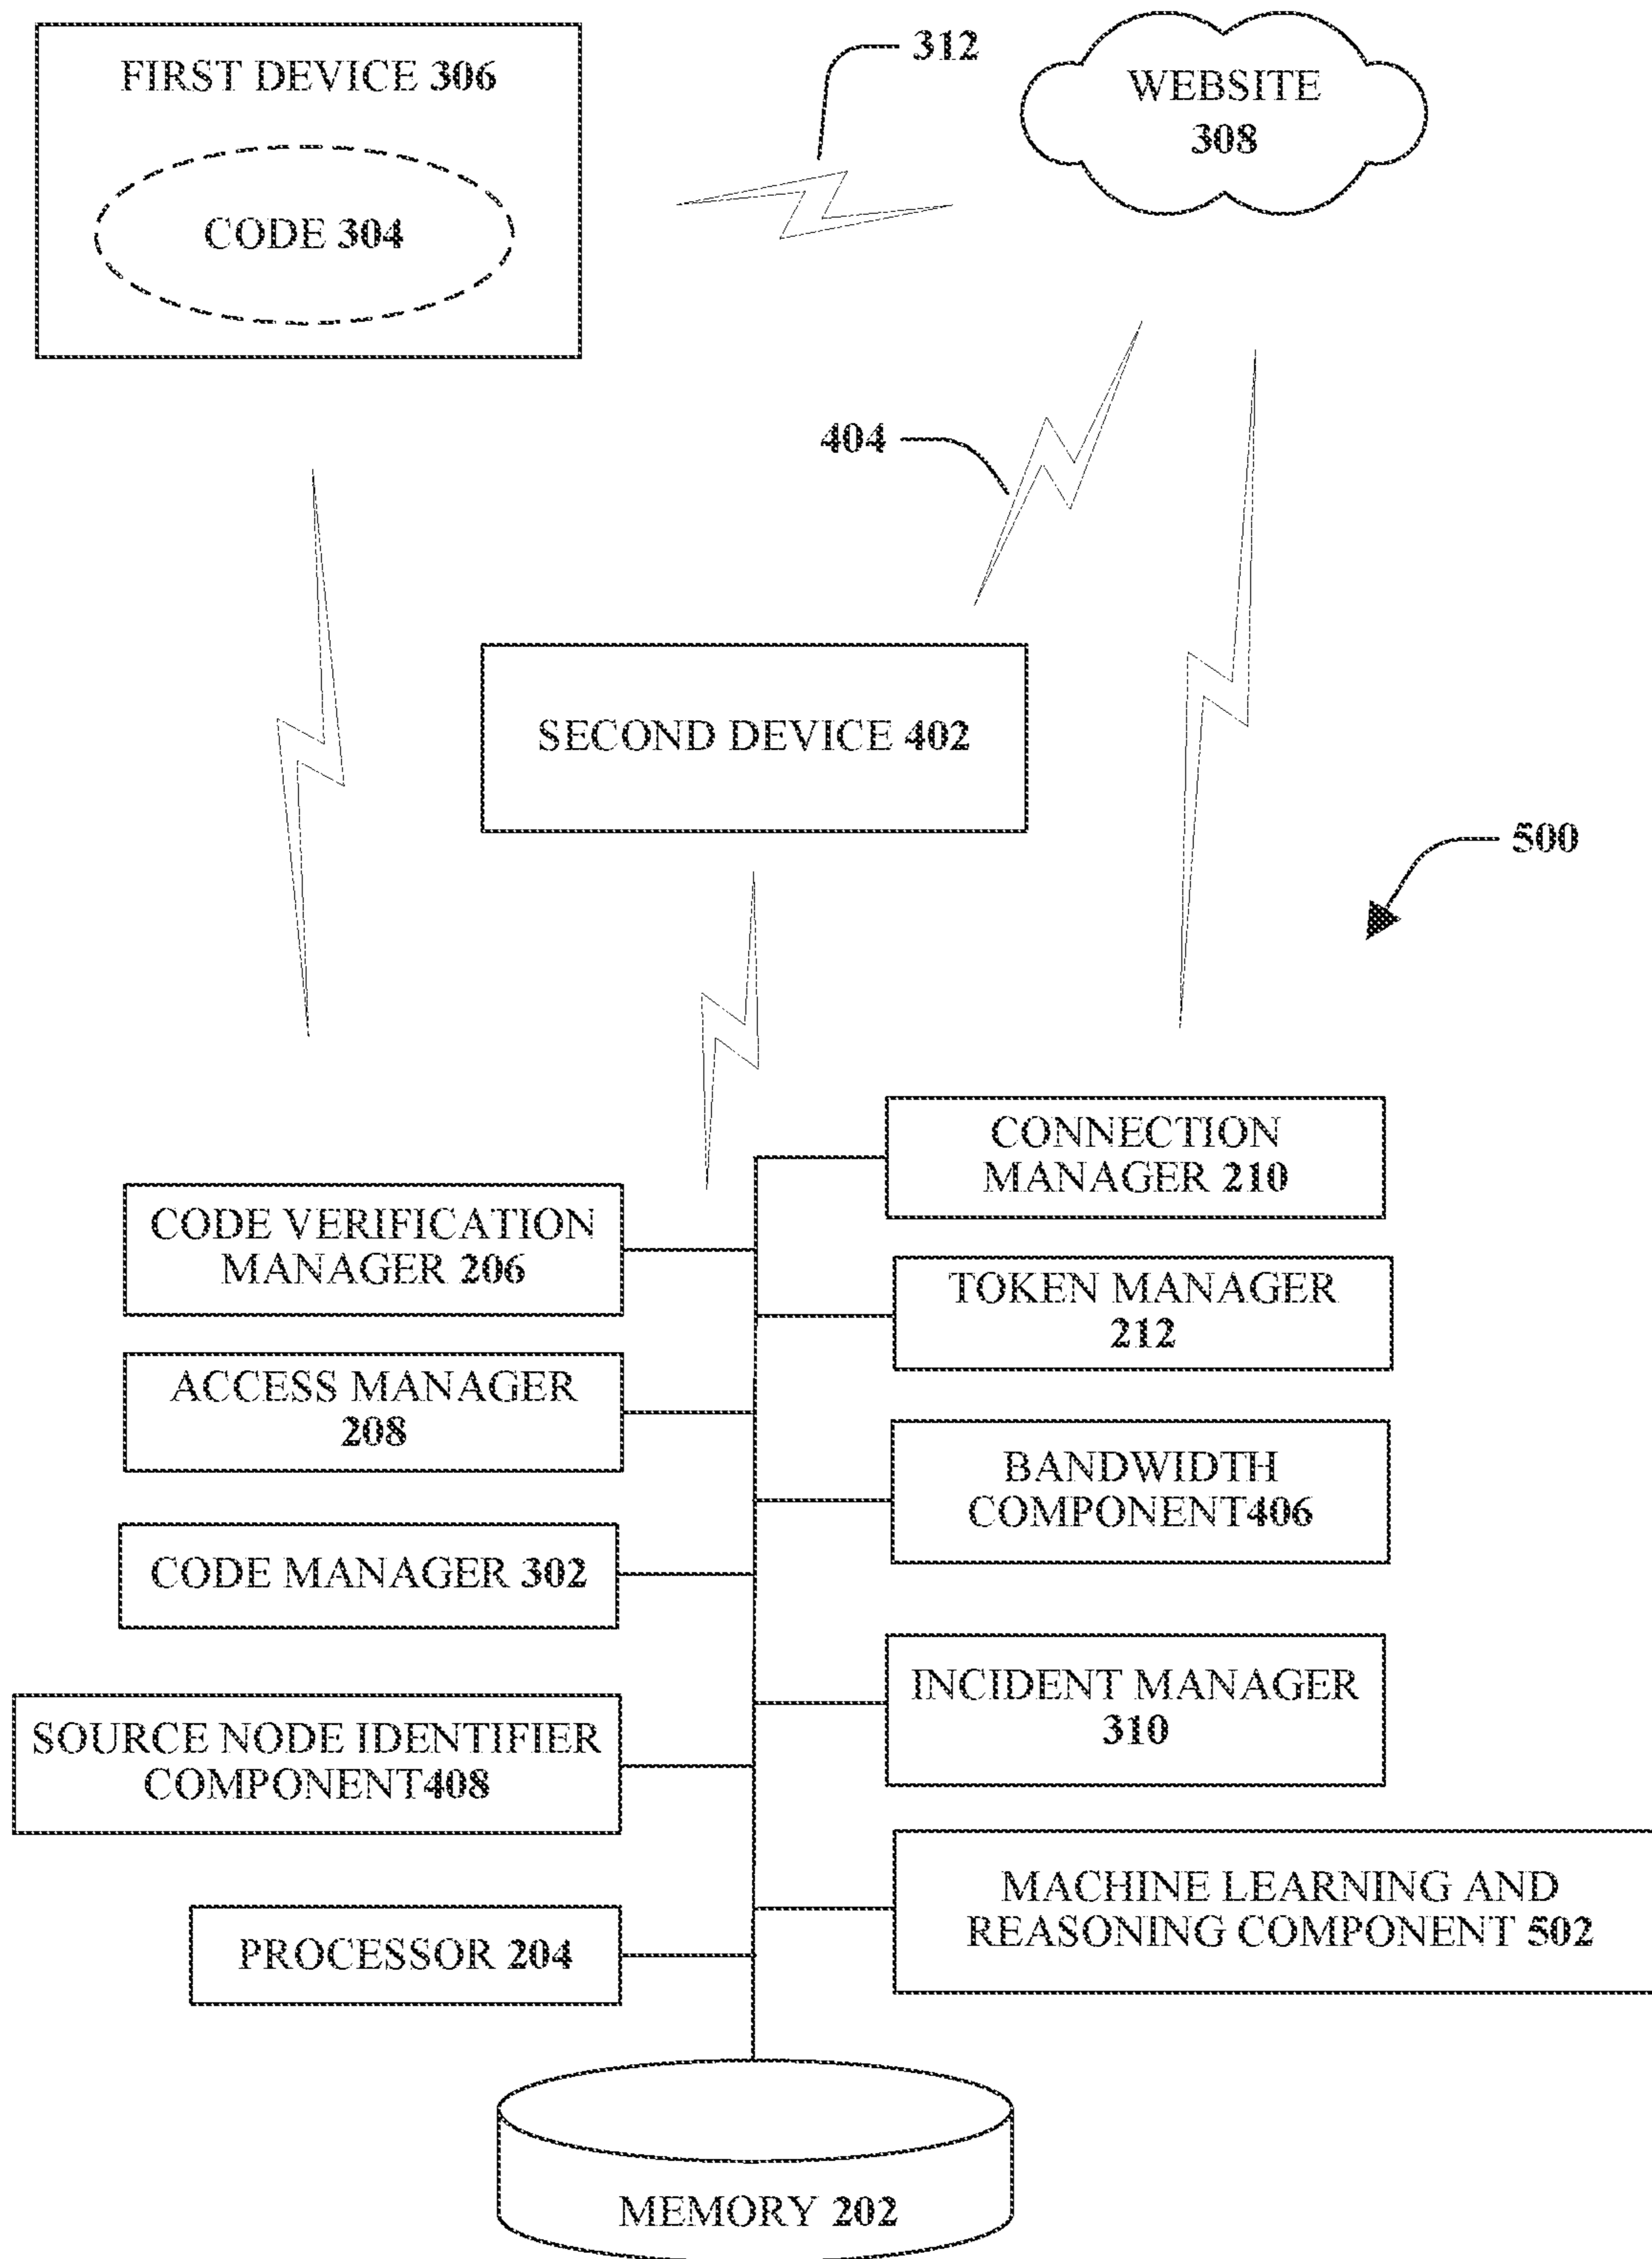 FIRST DEVICE 306
CODE 304
312
WEBSITE
308
404
SECOND DEVICE 402
500
CONNECTION
MANAGER 210
CODE VERIFICATION
MANAGER 206
TOKEN MANAGER
212
ACCESS MANAGER
208
BANDWIDTH
COMPONENT406
CODE MANAGER 302
INCIDENT MANAGER
310
SOURCE NODE IDENTIFIER
COMPONENT408
MACHINE LEARNING AND
REASONING COMPONENT 502
PROCESSOR 204
MEMORY 202